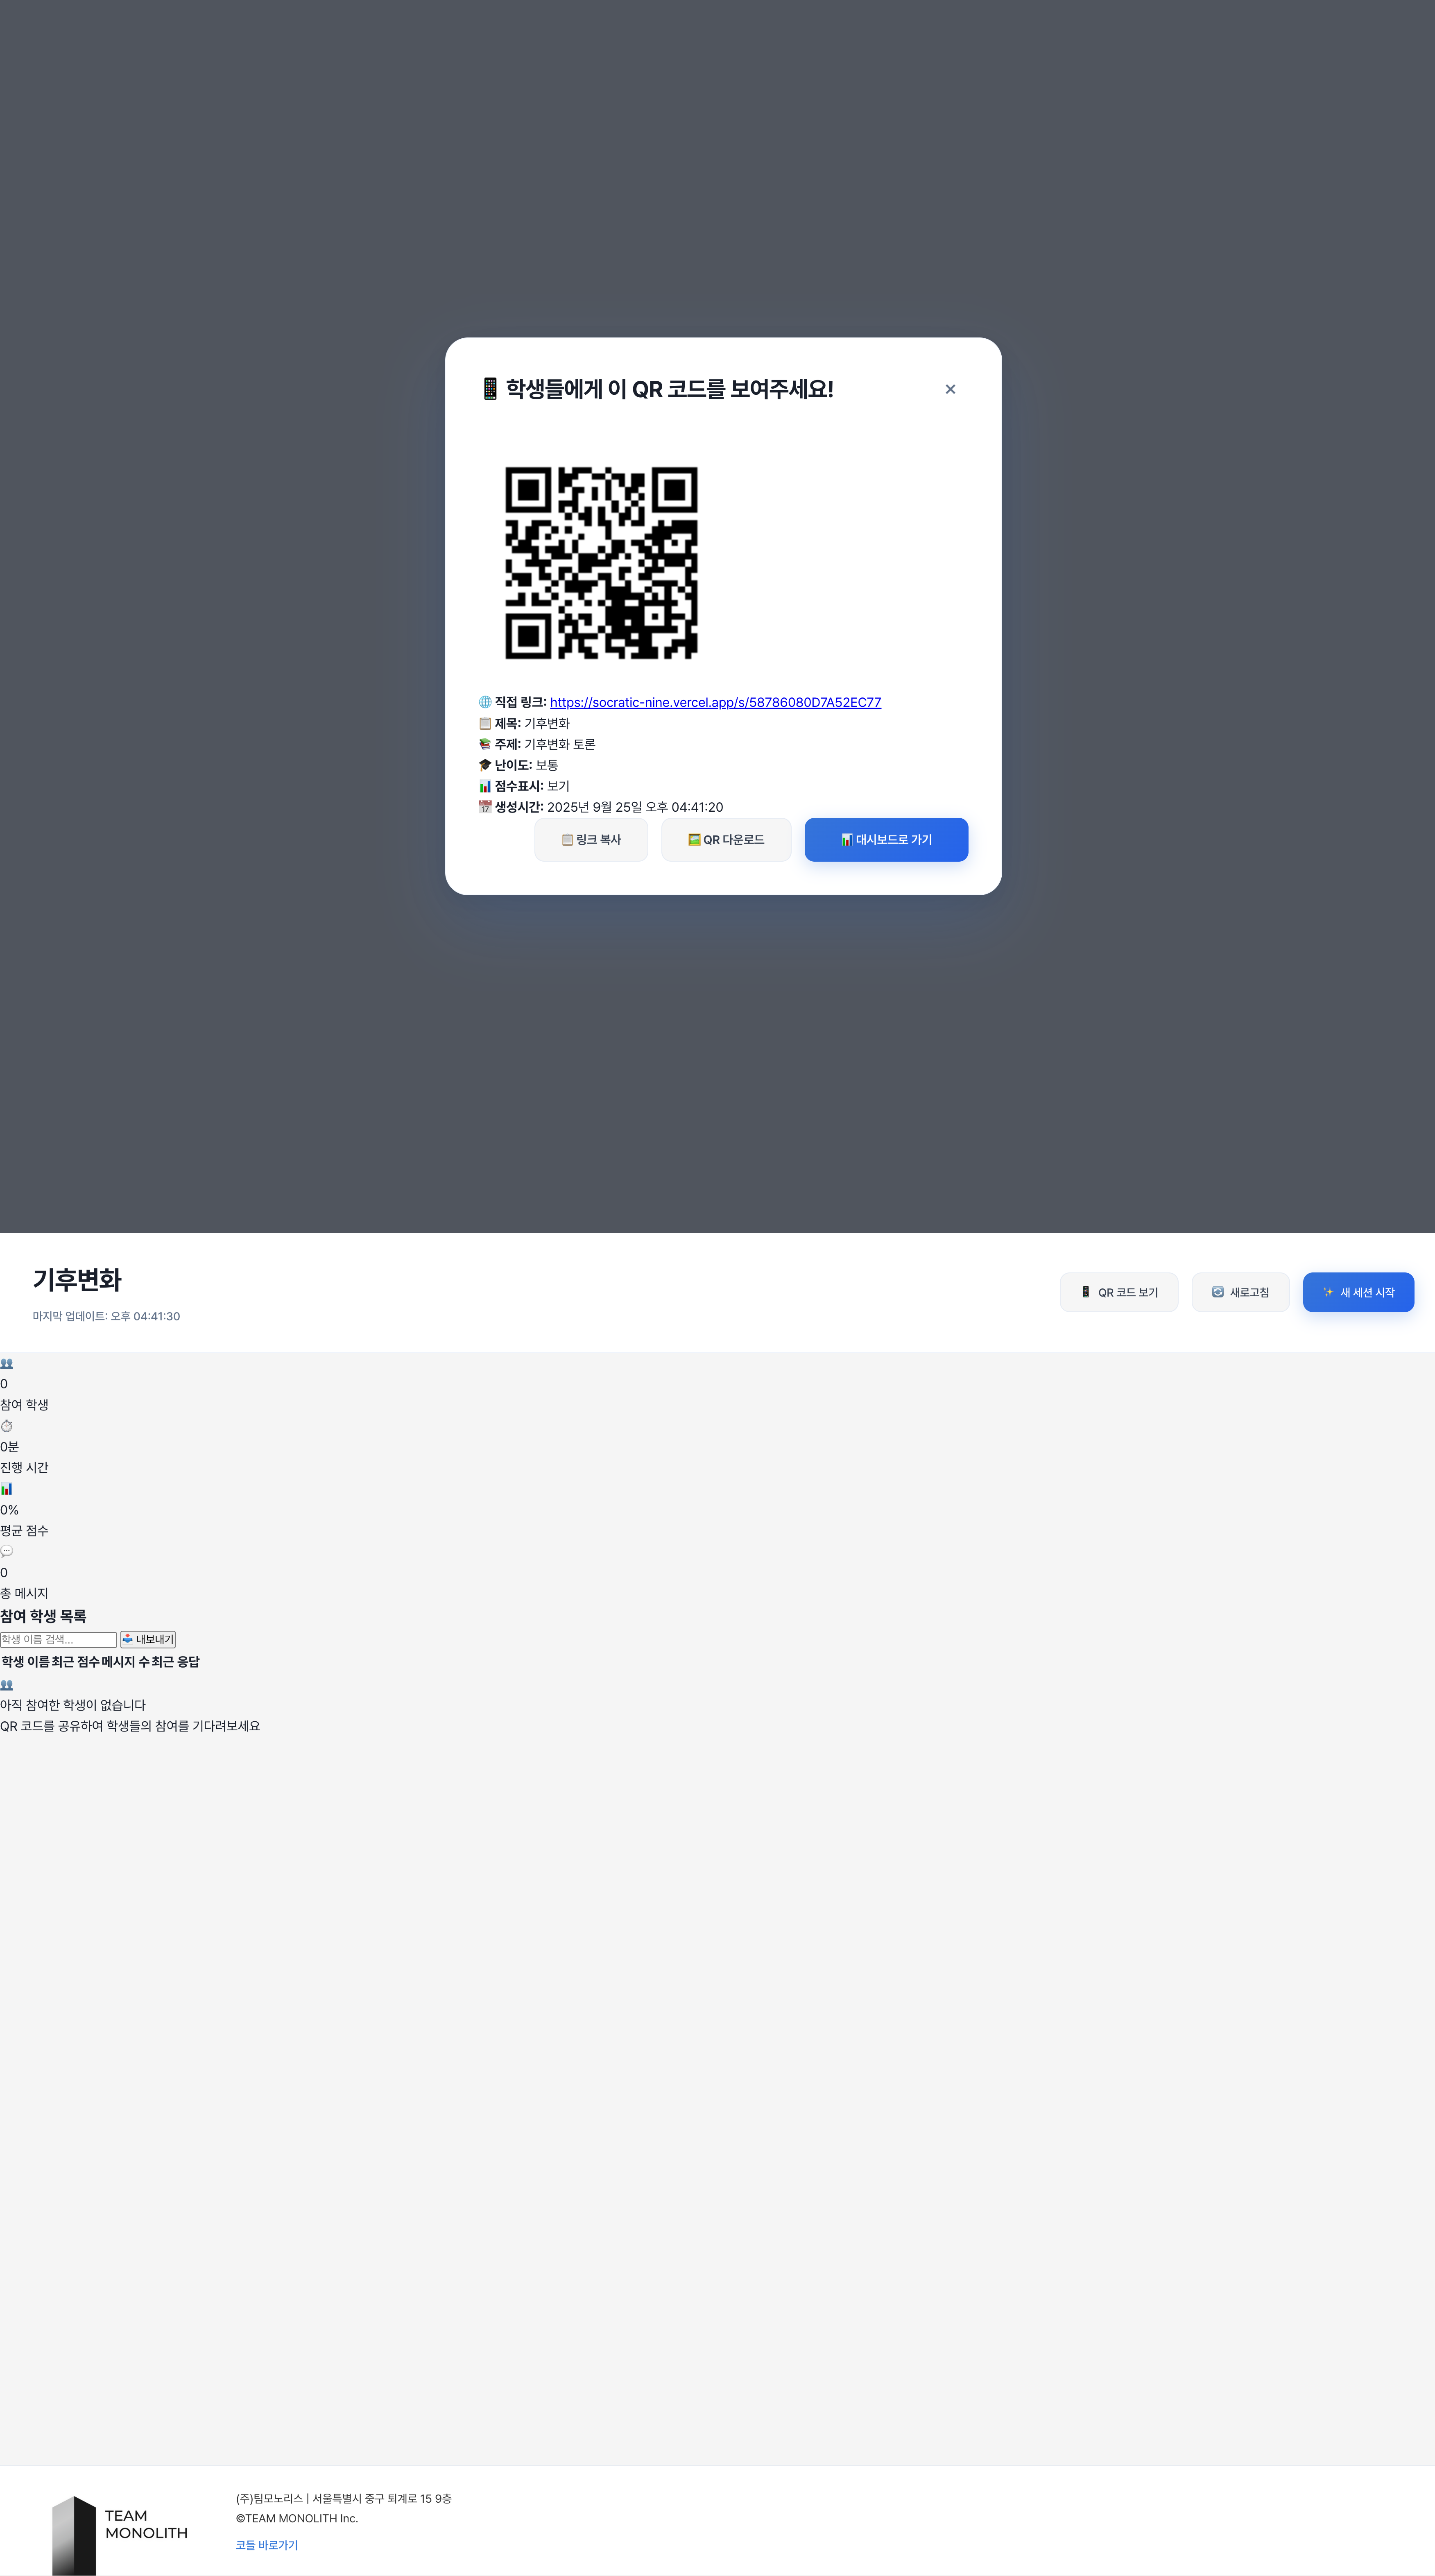 📱 학생들에게 이 QR 코드를 보여주세요!
×
🌐 직접 링크: https://socratic-nine.vercel.app/s/58786080D7A52EC77
📋 제목: 기후변화
📚 주제: 기후변화 토론
🎓 난이도: 보통
📊 점수표시: 보기
📅 생성시간: 2025년 9월 25일 오후 04:41:20
📋 링크 복사
🖼️ QR 다운로드
📊 대시보드로 가기
기후변화
마지막 업데이트: 오후 04:41:30
📱 QR 코드 보기
🔄 새로고침
✨ 새 세션 시작
👥
0
참여 학생
⏱️
0분
진행 시간
📊
0%
평균 점수
💬
0
총 메시지
참여 학생 목록
학생 이름 검색...
📤 내보내기
학생 이름 최근 점수 메시지 수 최근 응답
👥
아직 참여한 학생이 없습니다
QR 코드를 공유하여 학생들의 참여를 기다려보세요
TEAM
MONOLITH
(주)팀모노리스 | 서울특별시 중구 퇴계로 15 9층
©TEAM MONOLITH Inc.
코들 바로가기